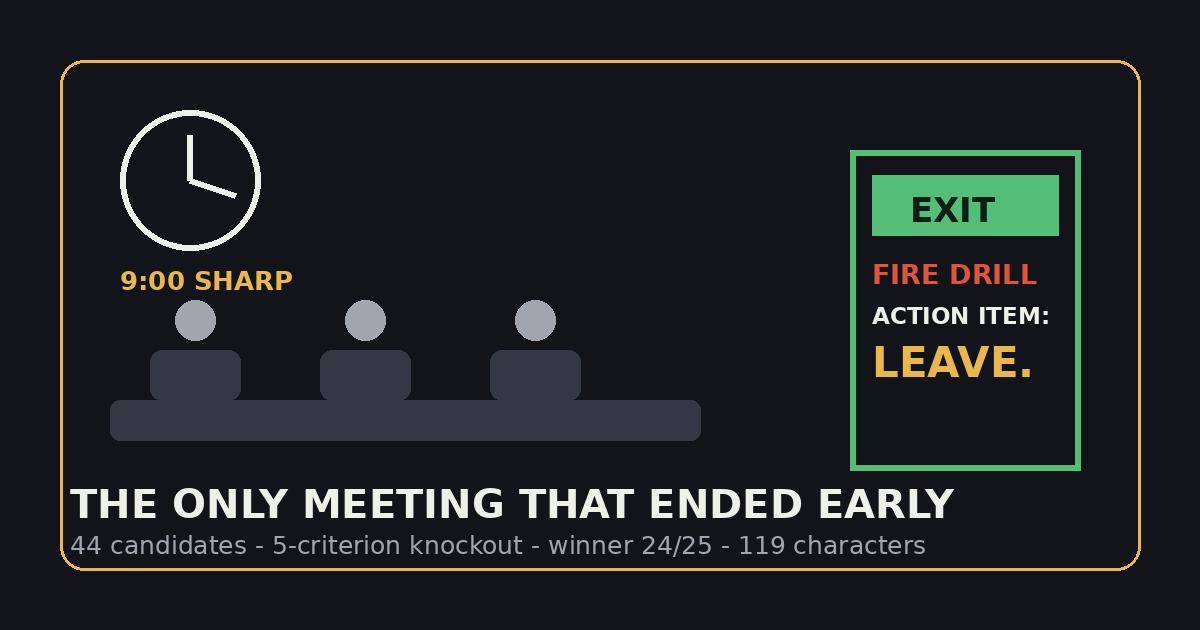 9:00 SHARP
EXIT
FIRE DRILL
ACTION ITEM:
LEAVE.
THE ONLY MEETING THAT ENDED EARLY
44 candidates - 5-criterion knockout - winner 24/25 - 119 characters